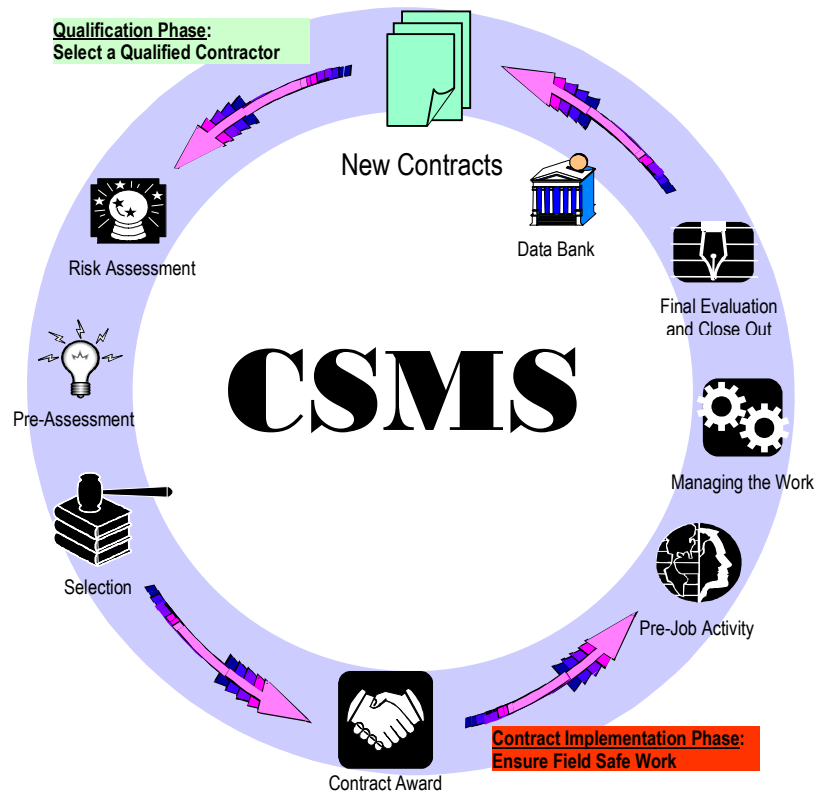 Qualification Phase:
Select a Qualified Contractor
New Contracts
Data Bank
Risk Assessment
Final Evaluation
and Close Out
Pre-Assessment
CSMS
Managing the Work
Selection
Pre-Job Activity
Contract Implementation Phase:
Ensure Field Safe Work
Contract Award